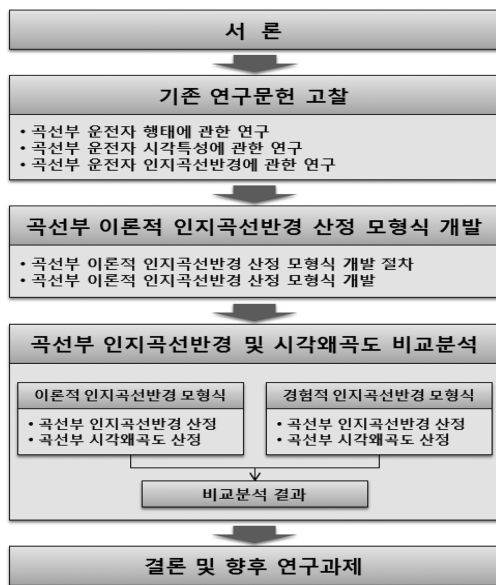 서 론
기존 연구문헌 고찰
• 곡선부 운전자 행태에 관한 연구
• 곡선부 운전자 시각특성에 관한 연구
• 곡선부 운전자 인지곡선반경에 관한 연구
곡선부 이론적 인지곡선반경 산정 모형식 개발
• 곡선부 이론적 인지곡선반경 산정 모형식 개발 절차
• 곡선부 이론적 인지곡선반경 산정 모형식 개발
곡선부 인지곡선반경 및 시각왜곡도 비교분석
이론적 인지곡선반경 모형식
• 곡선부 인지곡선반경 산정
• 곡선부 시각왜곡도 산정
경험적 인지곡선반경 모형식
• 곡선부 인지곡선반경 산정
• 곡선부 시각왜곡도 산정
비교분석 결과
결론 및 향후 연구과제